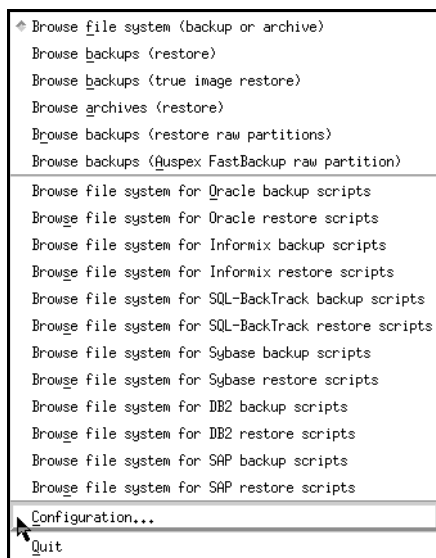 Browse file system (backup or archive)
Browse backups (restore)
Browse backups (true image restore)
Browse archives (restore)
Browse backups (restore raw partitions)
Browse backups (Auspex FastBackup raw partition)
Browse file system for Oracle backup scripts
Browse file system for Oracle restore scripts
Browse file system for Informix backup scripts
Browse file system for Informix restore scripts
Browse file system for SQL-BackTrack backup scripts
Browse file system for SQL-BackTrack restore scripts
Browse file system for Sybase backup scripts
Browse file system for Sybase restore scripts
Browse file system for DB2 backup scripts
Browse file system for DB2 restore scripts
Browse file system for SAP backup scripts
Browse file system for SAP restore scripts
Configuration...
Quit